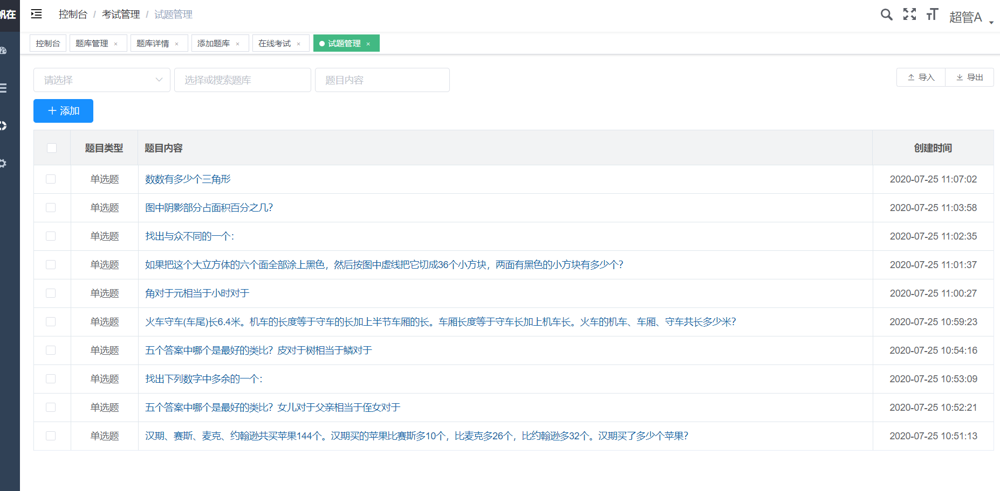 帆在
控制台 / 考试管理 / 试题管理
超管A
控制台 题库管理 × 题库详情 × 添加题库 × 在线考试 × 试题管理 ×
请选择 选择或搜索题库 题目内容 导入 导出
添加
题目类型 题目内容 创建时间
单选题 数数有多少个三角形 2020-07-25 11:07:02
单选题 图中阴影部分占面积百分之几? 2020-07-25 11:03:58
单选题 找出与众不同的一个: 2020-07-25 11:02:35
单选题 如果把这个大立方体的六个面全部涂上黑色，然后按图中虚线把它切成36个小方块，两面有黑色的小方块有多少个? 2020-07-25 11:01:37
单选题 角对于元相当于小时对于 2020-07-25 11:00:27
单选题 火车守车(车尾)长6.4米。机车的长度等于守车的长加上半节车厢的长。车厢长度等于守车长加上机车长。火车的机车、车厢、守车共长多少米? 2020-07-25 10:59:23
单选题 五个答案中哪个是最好的类比? 皮对于树相当于鳞对于 2020-07-25 10:54:16
单选题 找出下列数字中多余的一个: 2020-07-25 10:53:09
单选题 五个答案中哪个是最好的类比? 女儿对于父亲相当于侄女对于 2020-07-25 10:52:21
单选题 汉期、赛斯、麦克、约翰逊共买苹果144个。汉期买的苹果比赛斯多10个，比麦克多26个，比约翰逊多32个。汉期买了多少个苹果? 2020-07-25 10:51:13